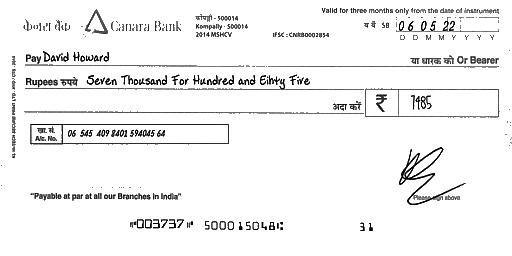 Valid for three months only from the date of instrument
केनरा बैंक Canara Bank
कोंपल्ली - 500014
Kompally - 500014
2014 MSHCV
IFSC : CNRB0002854
SB 06 05 22
D D M M Y Y Y Y
Pay David Howard या धारक को Or Bearer
Rupees रुपये Seven Thousand For Hundred and Eihty Five
अदा करें ₹ 7485
खा. सं.
A/c. No. 06 545 409 8401 594045 64
"Payable at par at all our Branches in India"
Please sign above
⑈003737⑈ 500015048⑆ 31